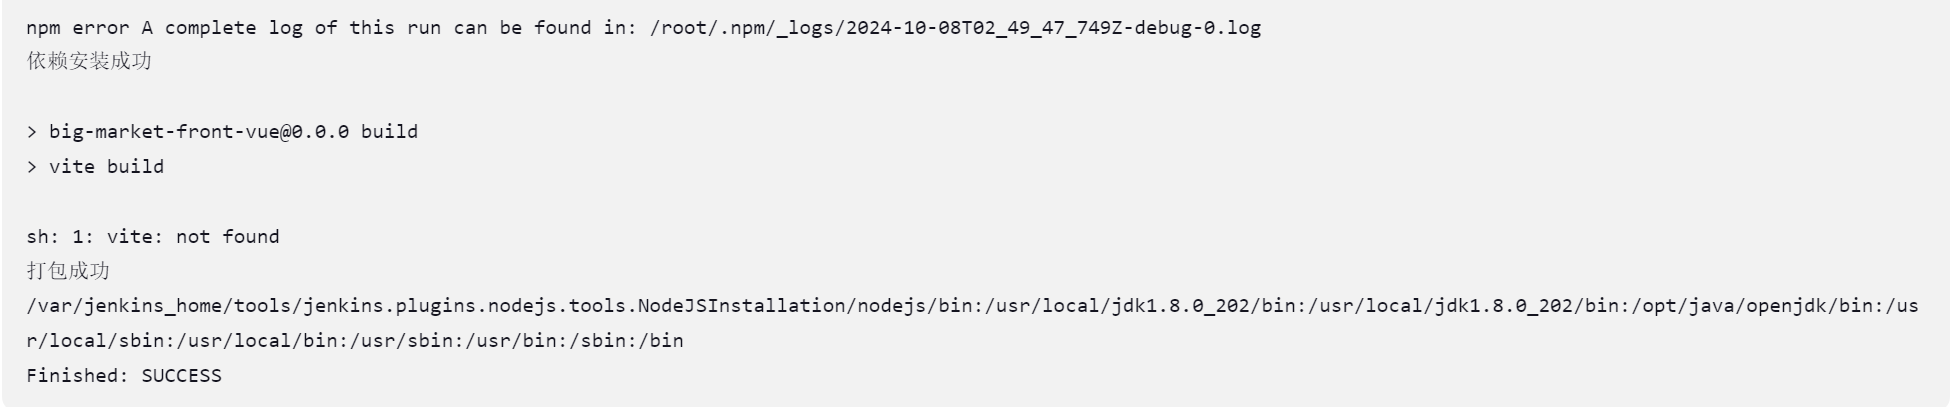 npm error A complete log of this run can be found in: /root/.npm/_logs/2024-10-08T02_49_47_749Z-debug-0.log
依赖安装成功
> big-market-front-vue@0.0.0 build
> vite build
sh: 1: vite: not found
打包成功
/var/jenkins_home/tools/jenkins.plugins.nodejs.tools.NodeJSInstallation/nodejs/bin:/usr/local/jdk1.8.0_202/bin:/usr/local/jdk1.8.0_202/bin:/opt/java/openjdk/bin:/us
r/local/sbin:/usr/local/bin:/usr/sbin:/usr/bin:/sbin:/bin
Finished: SUCCESS